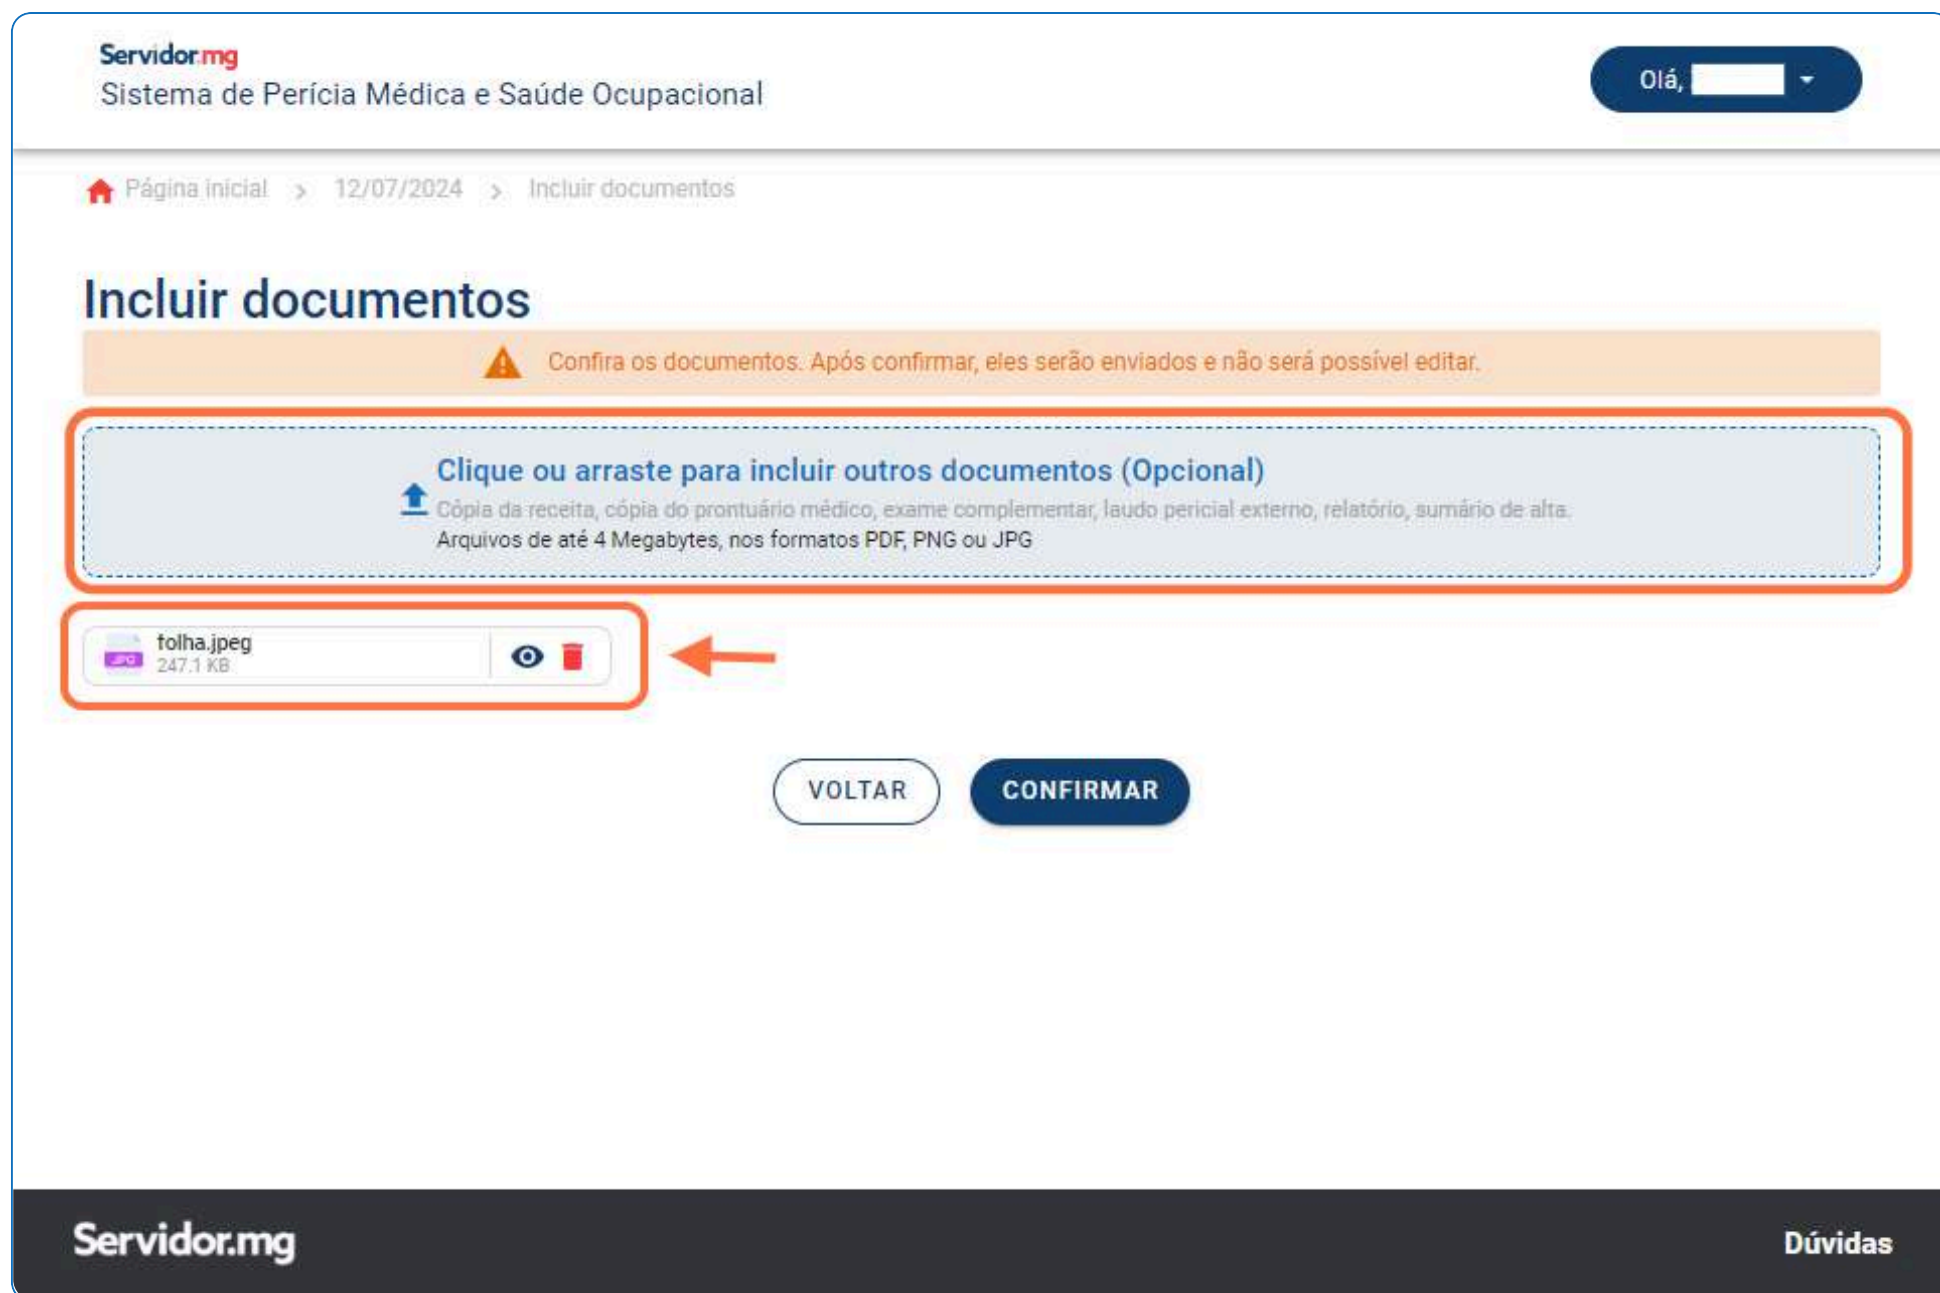 Servidor.mg
Sistema de Perícia Médica e Saúde Ocupacional
Olá,
Página inicial > 12/07/2024 > Incluir documentos
Incluir documentos
Confira os documentos. Após confirmar, eles serão enviados e não será possível editar.
Clique ou arraste para incluir outros documentos (Opcional)
Cópia da receita, cópia do prontuário médico, exame complementar, laudo pericial externo, relatório, sumário de alta.
Arquivos de até 4 Megabytes, nos formatos PDF, PNG ou JPG
JPG
folha.jpeg
247.1 KB
VOLTAR
CONFIRMAR
Servidor.mg
Dúvidas